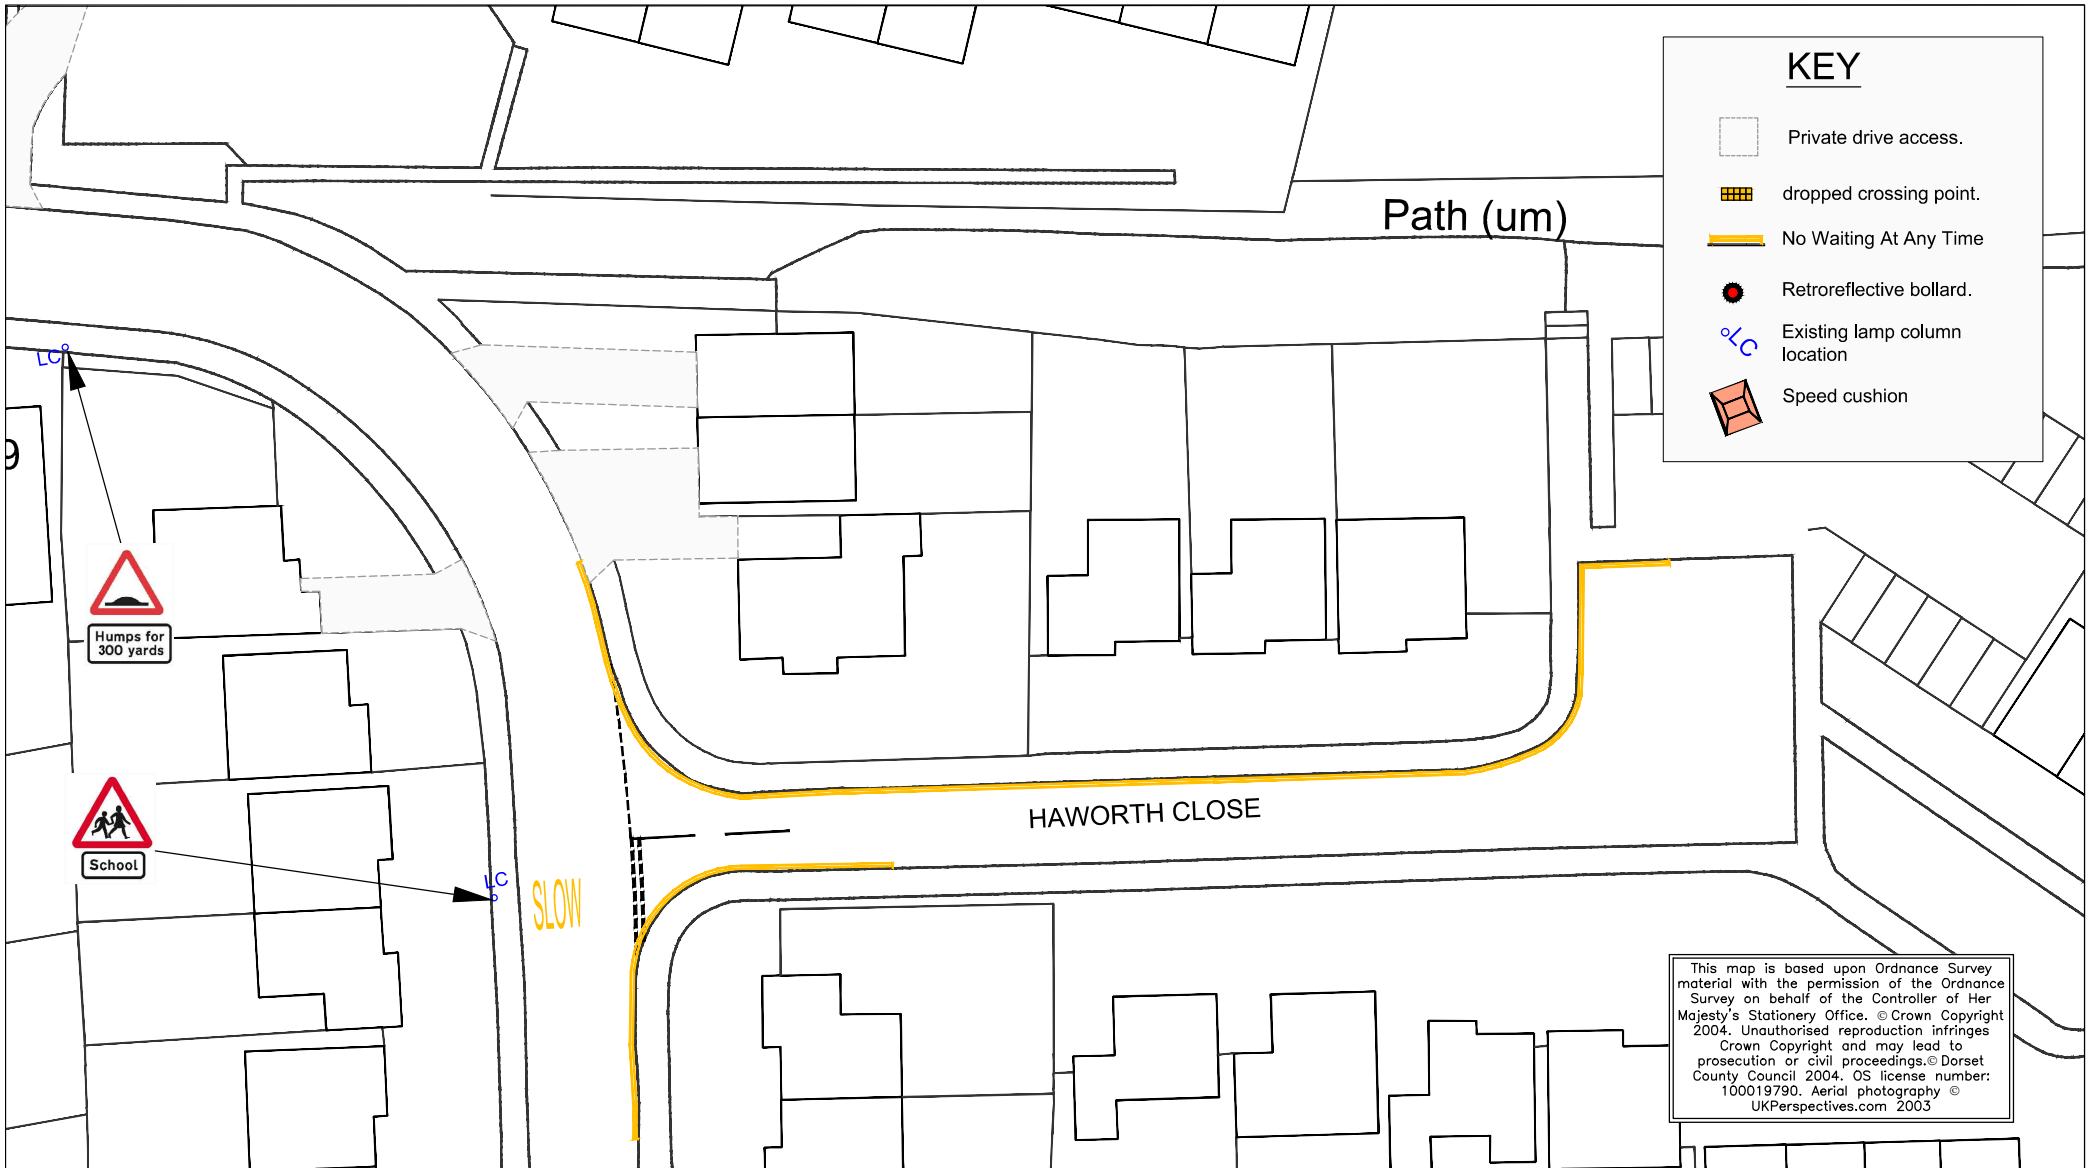 KEY
Private drive access.
dropped crossing point.
No Waiting At Any Time
Retroreflective bollard.
LC
Existing lamp column
location
Speed cushion
Path (um)
LC
9
Humps for
300 yards
School
LC
SLOW
HAWORTH CLOSE
This map is based upon Ordnance Survey
material with the permission of the Ordnance
Survey on behalf of the Controller of Her
Majesty's Stationery Office. © Crown Copyright
2004. Unauthorised reproduction infringes
Crown Copyright and may lead to
prosecution or civil proceedings.© Dorset
County Council 2004. OS license number:
100019790. Aerial photography ©
UKPerspectives.com 2003